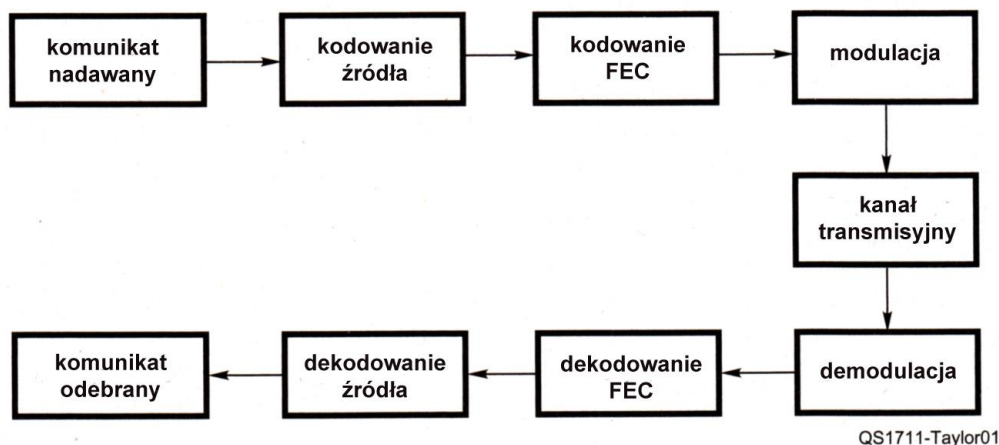 komunikat
nadawany
kodowanie
źródła
kodowanie
FEC
modulacja
kanał
transmisyjny
demodulacja
dekodowanie
FEC
dekodowanie
źródła
komunikat
odebrany
QS1711-Taylor01